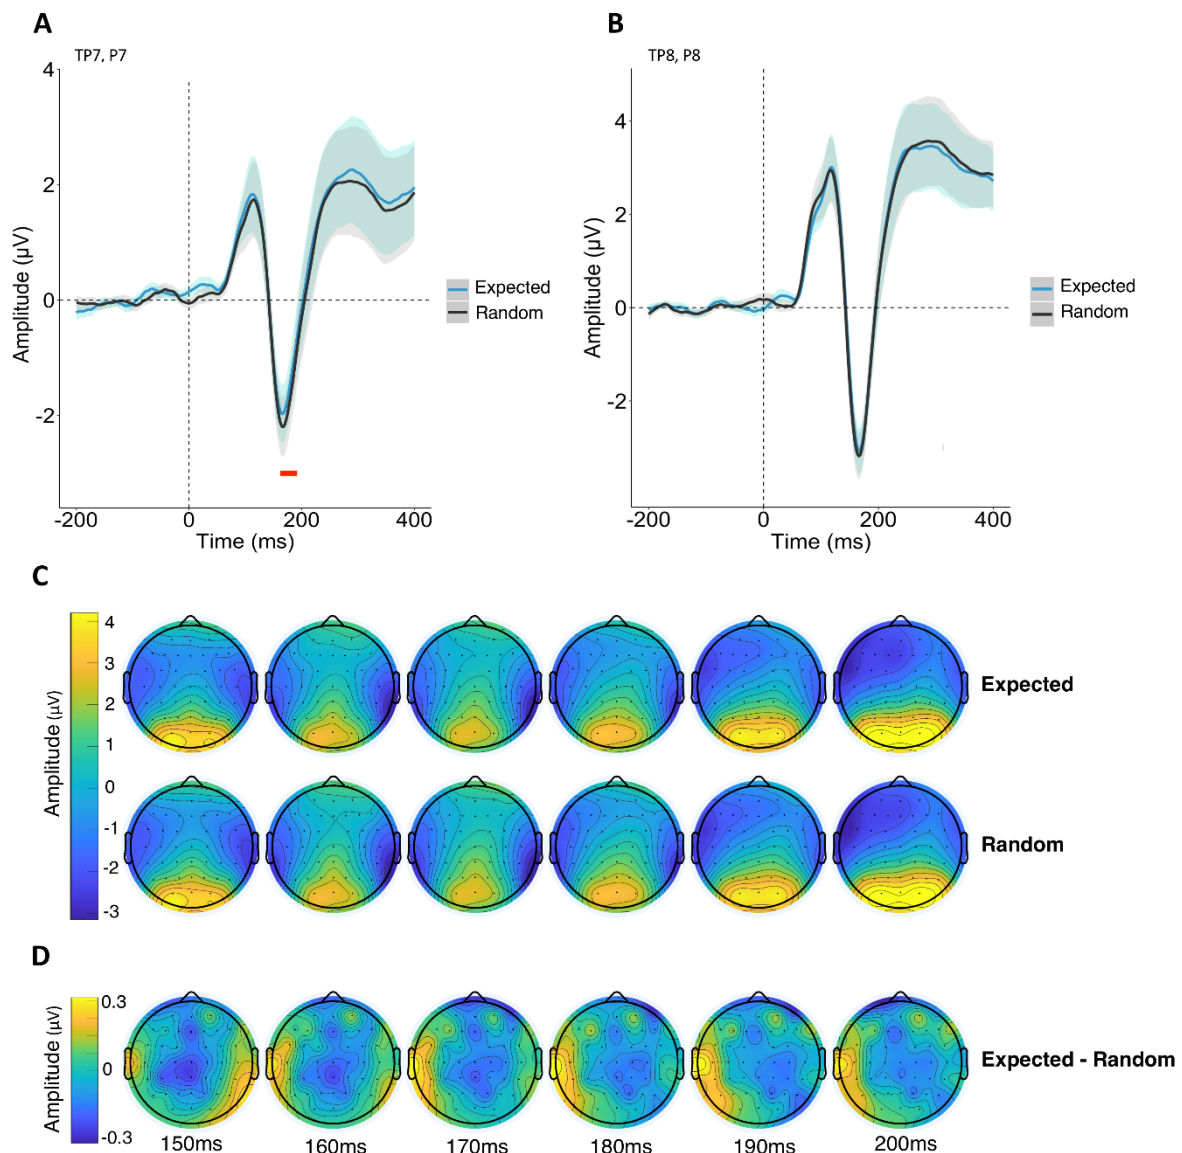 A
TP7, P7
4
2
0
-2
Amplitude (µV)
-200
0
200
400
Time (ms)
Expected
Random
B
TP8, P8
4
2
0
-2
Amplitude (µV)
-200
0
200
400
Time (ms)
Expected
Random
C
Amplitude (µV)
4
3
2
1
0
-1
-2
-3
Expected
Random
D
Amplitude (µV)
0.3
0
-0.3
Expected - Random
150ms
160ms
170ms
180ms
190ms
200ms